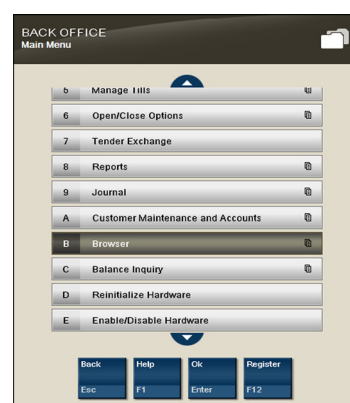 BACK OFFICE
Main Menu
5 Manage Tills
6 Open/Close Options
7 Tender Exchange
8 Reports
9 Journal
A Customer Maintenance and Accounts
B Browser
C Balance Inquiry
D Reinitialize Hardware
E Enable/Disable Hardware
Back Help Ok Register
Esc F1 Enter F12